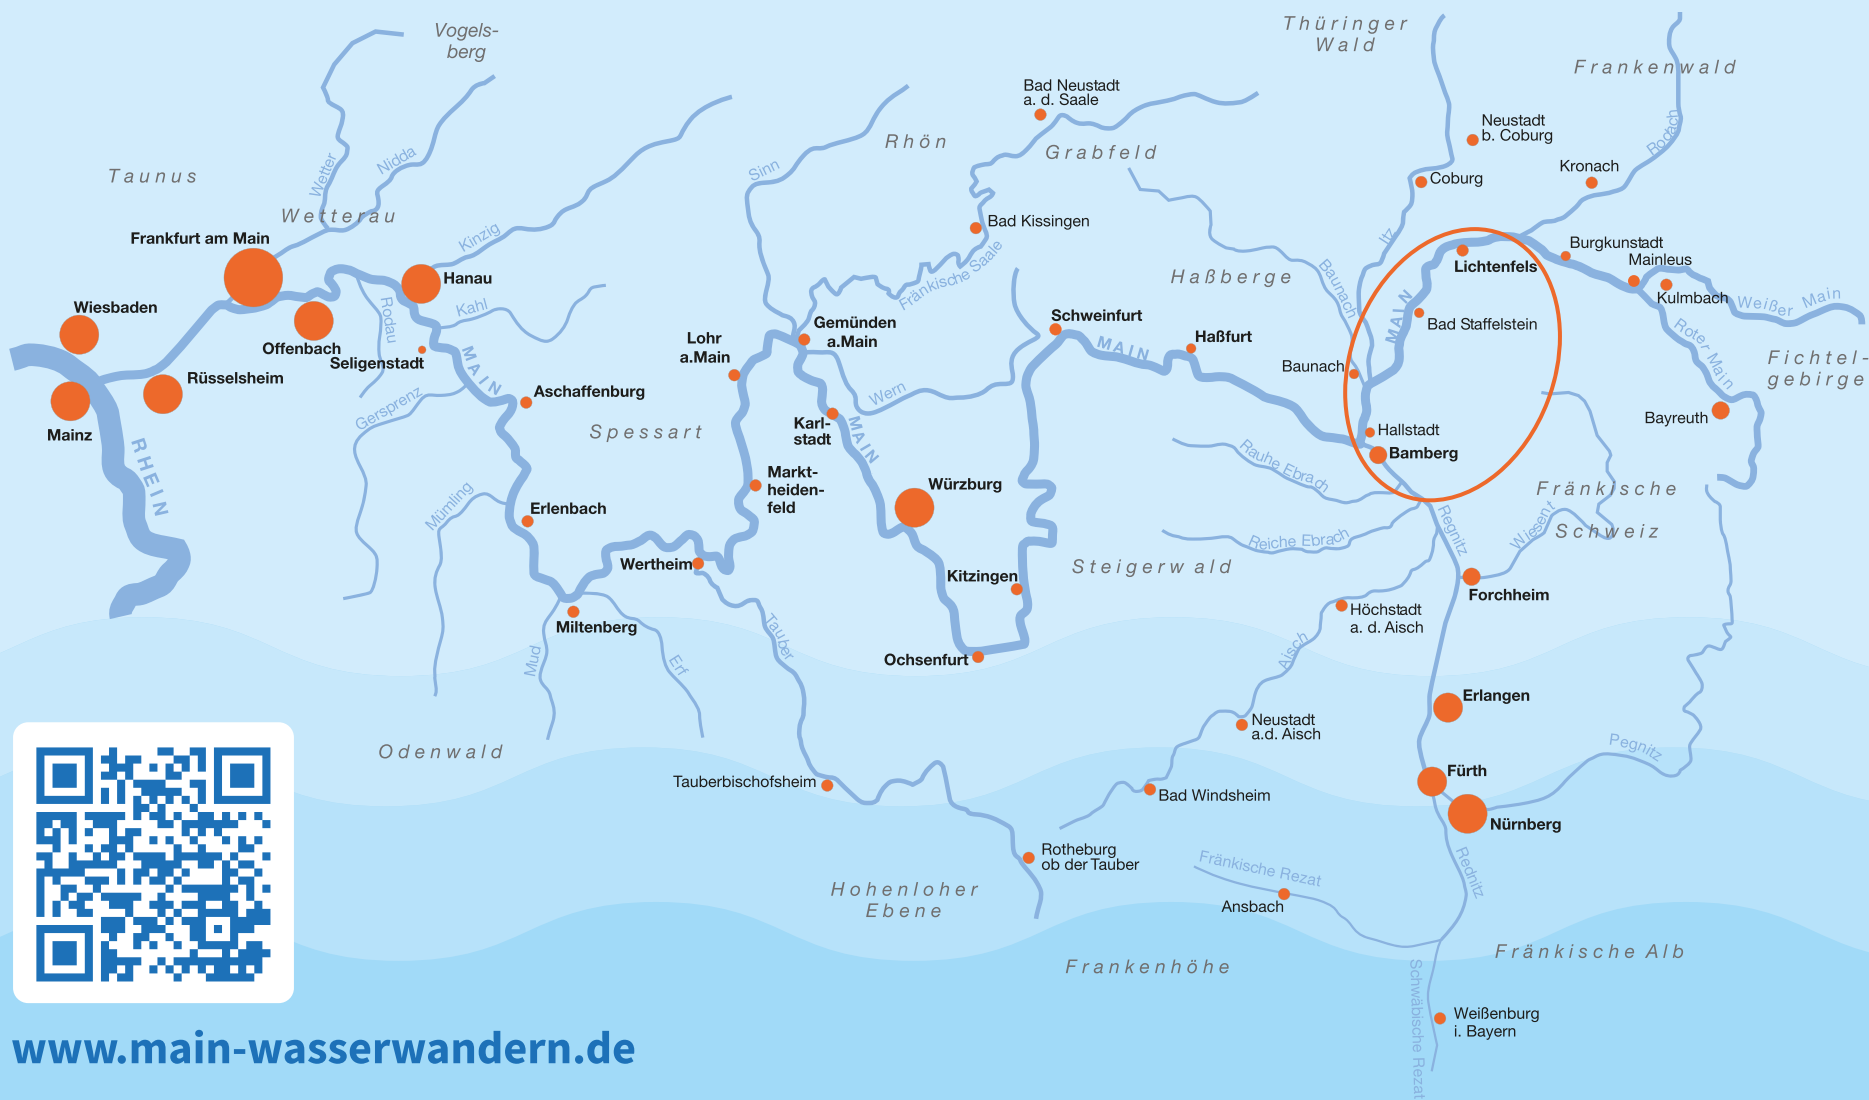 Vogels-
berg
Thüringer
Wald
Frankenwald
Bad Neustadt
a. d. Saale
Neustadt
b. Coburg
Rhön
Grabfeld
Rodach
Taunus
Wetter
Nidda
Sinn
Kronach
Coburg
Wetterau
Bad Kissingen
Frankfurt am Main
Kinzig
Itz
Burgkunstadt
Mainleus
Lichtenfels
Hanau
Fränkische Saale
Haßberge
Baunach
Kulmbach
Weißer Main
Wiesbaden
Rodau
Kahl
Schweinfurt
MAIN
Bad Staffelstein
Roter Main
Offenbach
Seligenstadt
Lohr
a.Main
Gemünden
a.Main
Haßfurt
MAIN
Fichtel-
gebirge
Rüsselsheim
MAIN
Baunach
Aschaffenburg
Gersprenz
Wern
Mainz
Spessart
Karl-
stadt
MAIN
Hallstadt
Bayreuth
RHEIN
Bamberg
Rauhe Ebrach
Markt-
heiden-
feld
Würzburg
Fränkische
Schweiz
Mümling
Erlenbach
Regnitz
Wiesent
Reiche Ebrach
Wertheim
Kitzingen
Steigerwald
Forchheim
Miltenberg
Tauber
Höchstadt
a. d. Aisch
Mud
Erf
Ochsenfurt
Aisch
Erlangen
Neustadt
a.d. Aisch
Odenwald
Pegnitz
Tauberbischofsheim
Bad Windsheim
Fürth
Nürnberg
Rotheburg
ob der Tauber
Fränkische Rezat
Rednitz
Hohenloher
Ebene
Ansbach
Frankenhöhe
Fränkische Alb
Schwäbische Rezat
Weißenburg
i. Bayern
www.main-wasserwandern.de